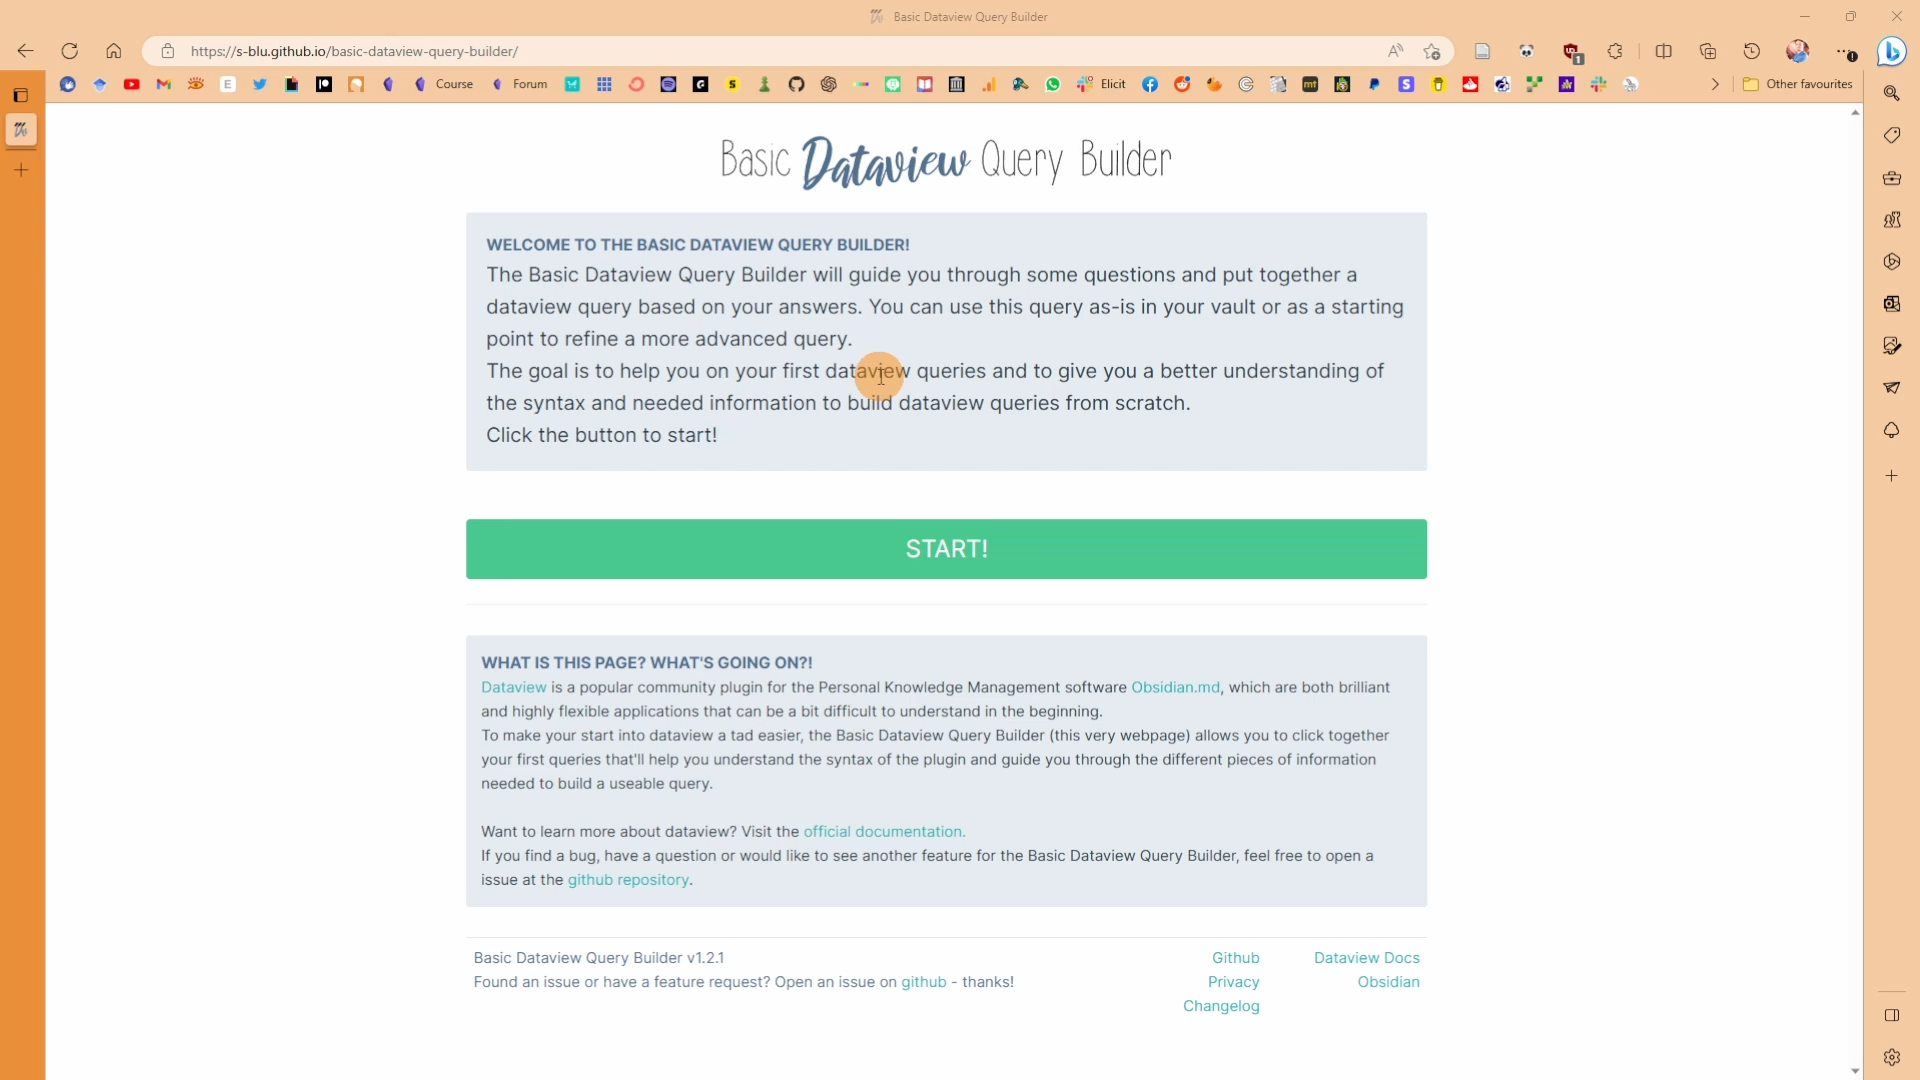 Basic Dataview Query Builder
https://s-blu.github.io/basic-dataview-query-builder/
1
Course
Forum
Elicit
Other favourites
Basic Dataview Query Builder
WELCOME TO THE BASIC DATAVIEW QUERY BUILDER!
The Basic Dataview Query Builder will guide you through some questions and put together a
dataview query based on your answers. You can use this query as-is in your vault or as a starting
point to refine a more advanced query.
The goal is to help you on your first dataview queries and to give you a better understanding of
the syntax and needed information to build dataview queries from scratch.
Click the button to start!
START!
WHAT IS THIS PAGE? WHAT'S GOING ON?!
Dataview is a popular community plugin for the Personal Knowledge Management software Obsidian.md, which are both brilliant
and highly flexible applications that can be a bit difficult to understand in the beginning.
To make your start into dataview a tad easier, the Basic Dataview Query Builder (this very webpage) allows you to click together
your first queries that'll help you understand the syntax of the plugin and guide you through the different pieces of information
needed to build a useable query.
Want to learn more about dataview? Visit the official documentation.
If you find a bug, have a question or would like to see another feature for the Basic Dataview Query Builder, feel free to open a
issue at the github repository.
Basic Dataview Query Builder v1.2.1
Found an issue or have a feature request? Open an issue on github - thanks!
Github
Privacy
Changelog
Dataview Docs
Obsidian